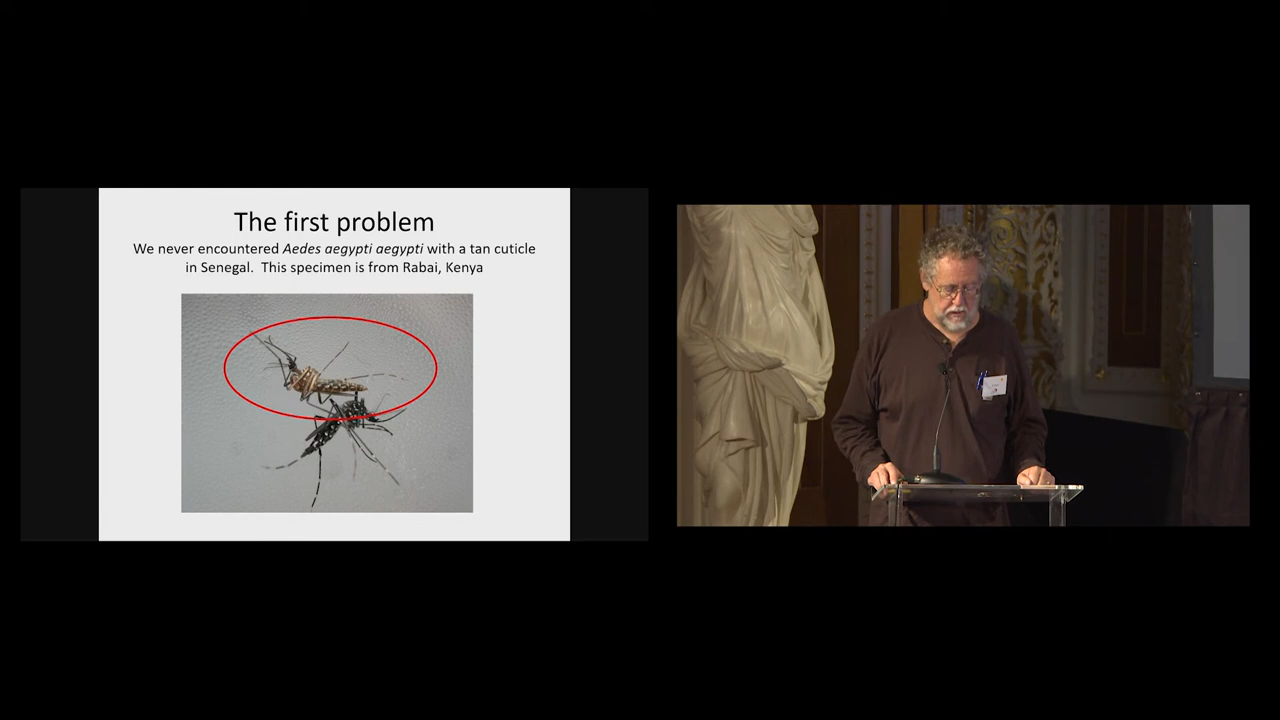 The first problem
We never encountered Aedes aegypti aegypti with a tan cuticle
in Senegal. This specimen is from Rabai, Kenya